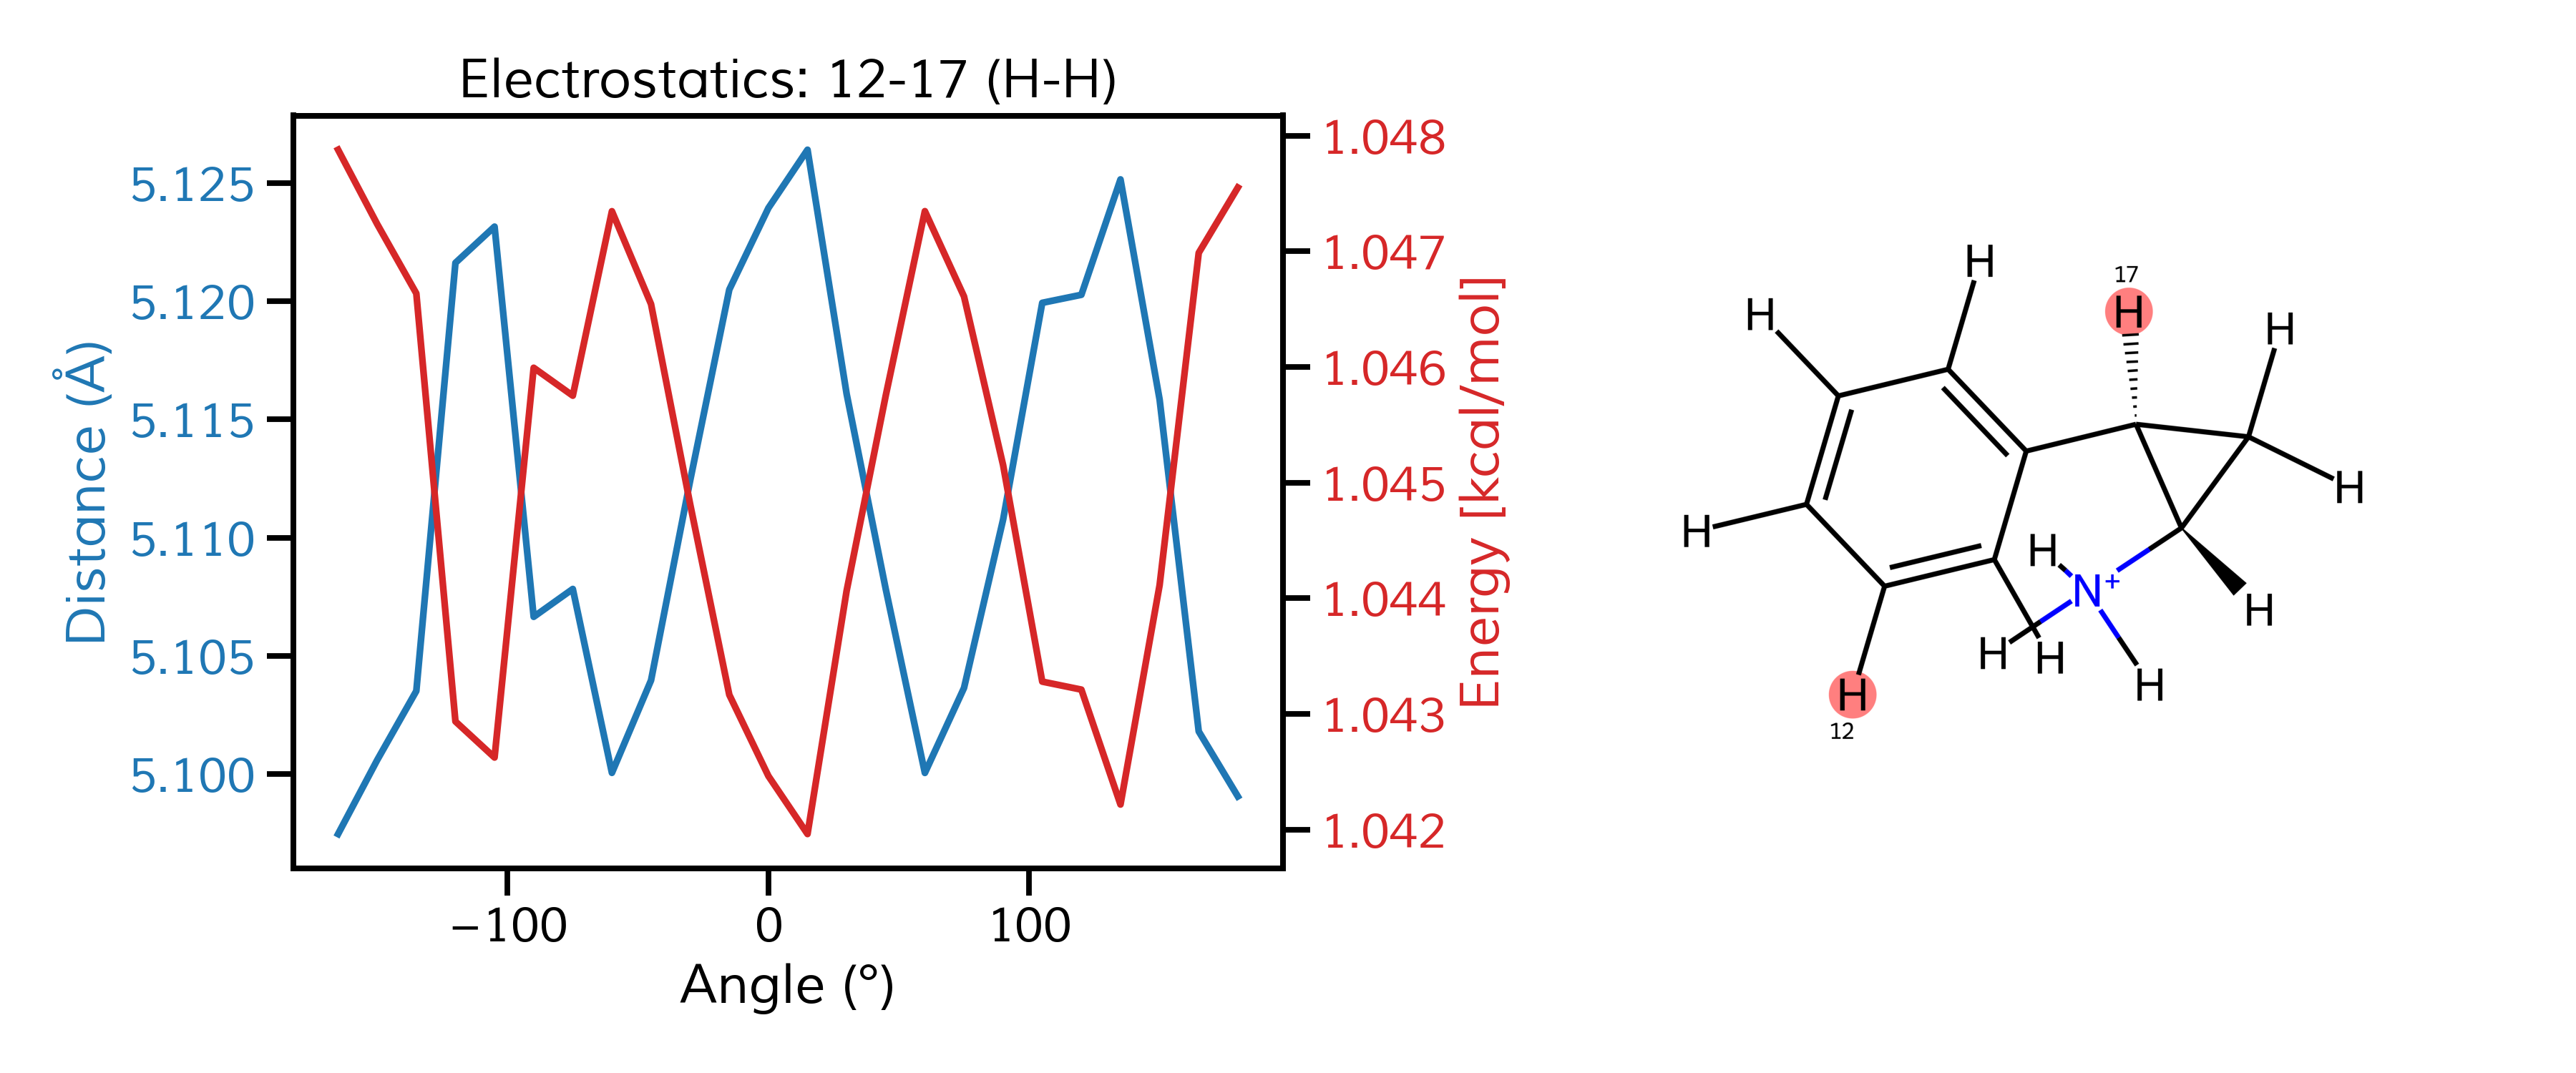 Electrostatics: 12-17 (H-H)
Distance (Å)
5.125
5.120
5.115
5.110
5.105
5.100
1.048
1.047
1.046
1.045
1.044
1.043
1.042
Energy [kcal/mol]
−100
0
100
Angle (°)
H
17
H
H
H
H
H
H
H
N+
H
H
H
H
H
12